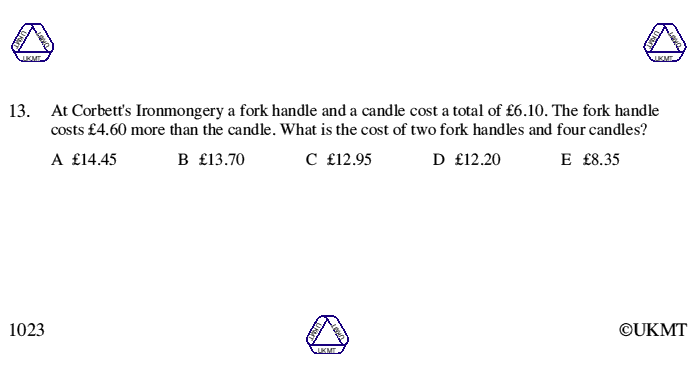 UKMT UKMT
13. At Corbett's Ironmongery a fork handle and a candle cost a total of £6.10. The fork handle
costs £4.60 more than the candle. What is the cost of two fork handles and four candles?
A £14.45 B £13.70 C £12.95 D £12.20 E £8.35
1023 UKMT ©UKMT